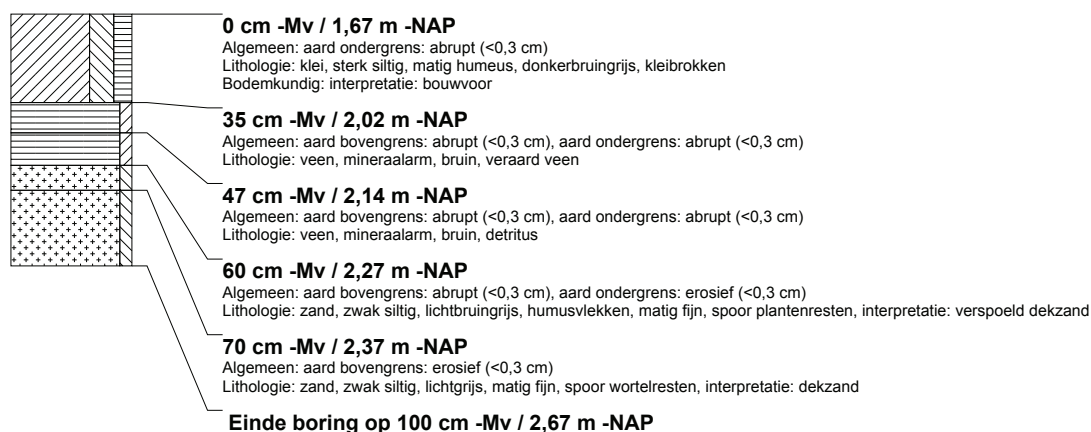 0 cm -Mv / 1,67 m -NAP
Algemeen: aard ondergrens: abrupt (<0,3 cm)
Lithologie: klei, sterk siltig, matig humeus, donkerbruingrijs, kleibrokken
Bodemkundig: interpretatie: bouwvoor
35 cm -Mv / 2,02 m -NAP
Algemeen: aard bovengrens: abrupt (<0,3 cm), aard ondergrens: abrupt (<0,3 cm)
Lithologie: veen, mineraalarm, bruin, veraard veen
47 cm -Mv / 2,14 m -NAP
Algemeen: aard bovengrens: abrupt (<0,3 cm), aard ondergrens: abrupt (<0,3 cm)
Lithologie: veen, mineraalarm, bruin, detritus
60 cm -Mv / 2,27 m -NAP
Algemeen: aard bovengrens: abrupt (<0,3 cm), aard ondergrens: erosief (<0,3 cm)
Lithologie: zand, zwak siltig, lichtbruingrijs, humusvlekken, matig fijn, spoor plantenresten, interpretatie: verspoeld dekzand
70 cm -Mv / 2,37 m -NAP
Algemeen: aard bovengrens: erosief (<0,3 cm)
Lithologie: zand, zwak siltig, lichtgrijs, matig fijn, spoor wortelresten, interpretatie: dekzand
Einde boring op 100 cm -Mv / 2,67 m -NAP